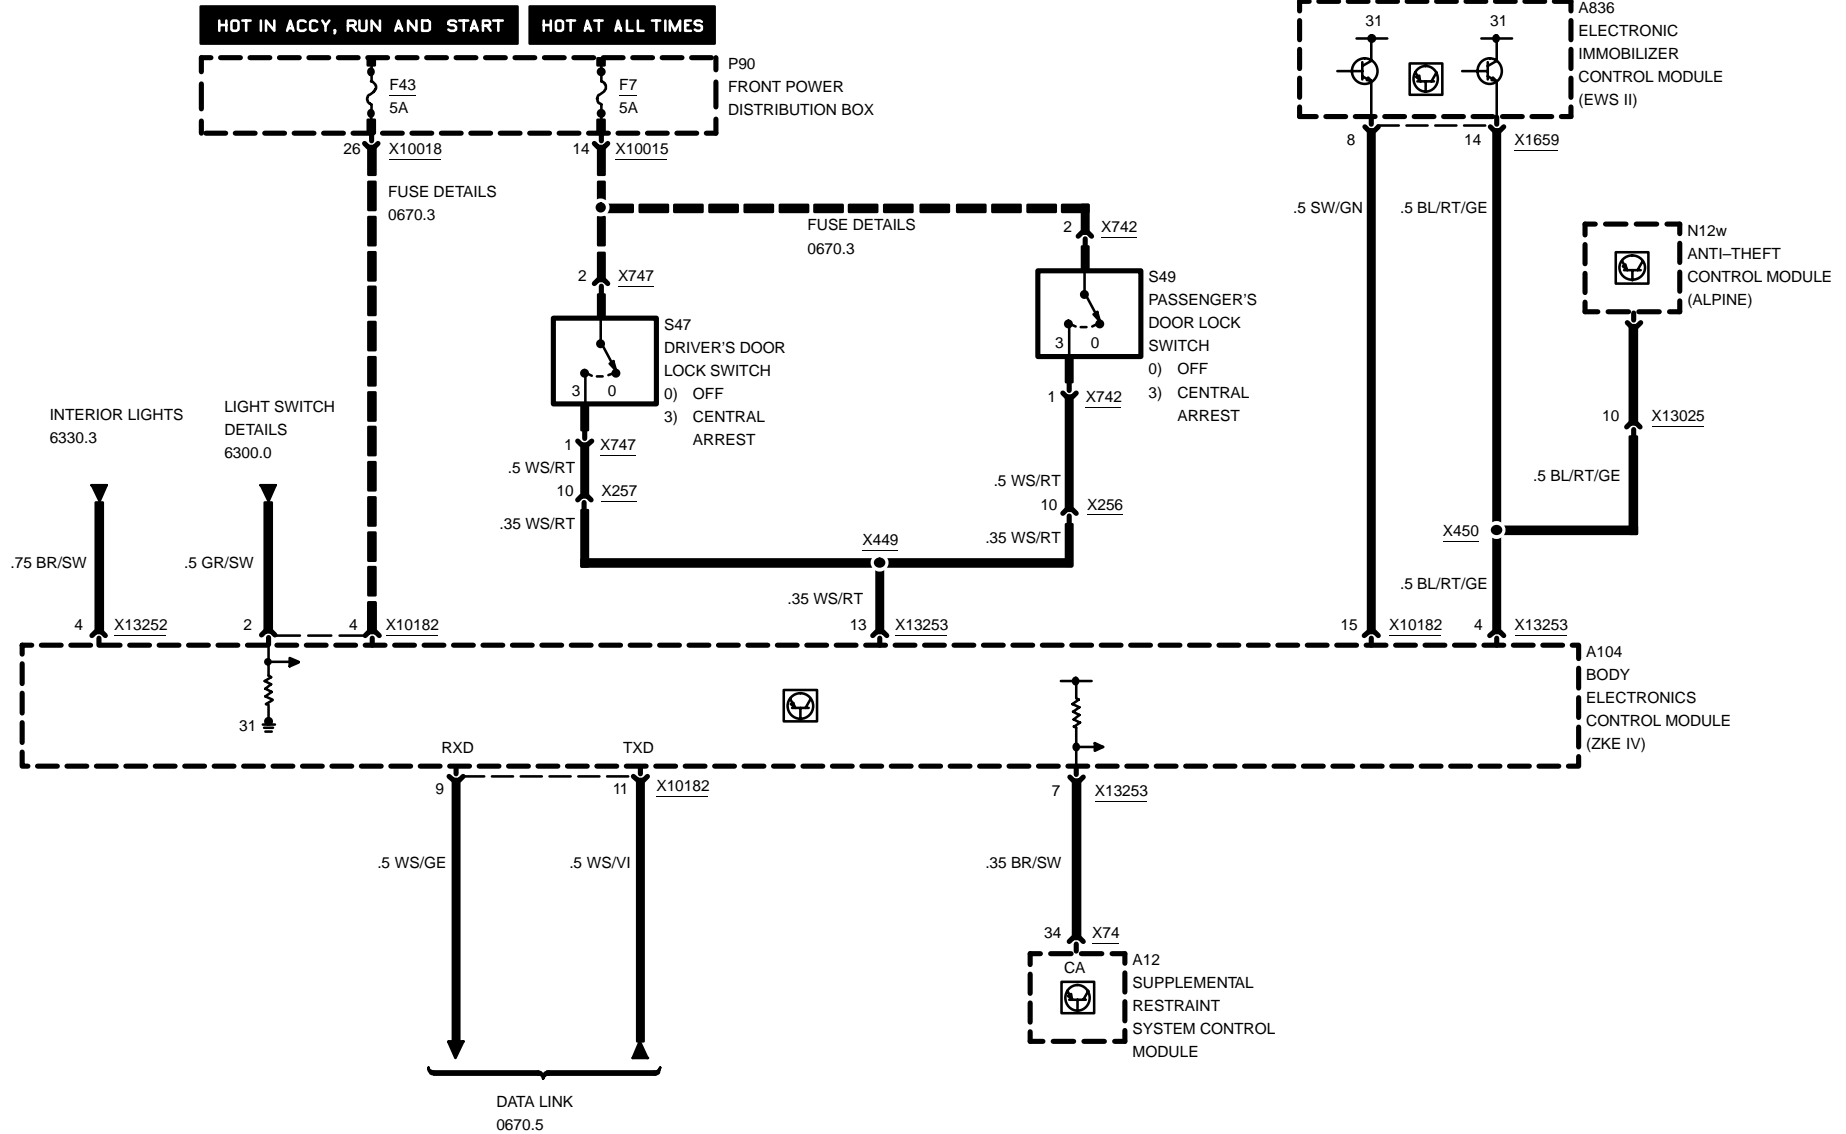 HOT IN ACCY, RUN AND START
HOT AT ALL TIMES
P90
FRONT POWER
DISTRIBUTION BOX
F43
5A
F7
5A
26 X10018
14 X10015
FUSE DETAILS
0670.3
FUSE DETAILS
0670.3
A836
ELECTRONIC
IMMOBILIZER
CONTROL MODULE
(EWS II)
31
31
8
14 X1659
.5 SW/GN
.5 BL/RT/GE
N12w
ANTI–THEFT
CONTROL MODULE
(ALPINE)
10 X13025
.5 BL/RT/GE
X450
.5 BL/RT/GE
2 X747
S47
DRIVER'S DOOR
LOCK SWITCH
0) OFF
3) CENTRAL
ARREST
3 0
1 X747
.5 WS/RT
10 X257
.35 WS/RT
2 X742
S49
PASSENGER'S
DOOR LOCK
SWITCH
0) OFF
3) CENTRAL
ARREST
3 0
1 X742
.5 WS/RT
10 X256
.35 WS/RT
X449
.35 WS/RT
INTERIOR LIGHTS
6330.3
LIGHT SWITCH
DETAILS
6300.0
.75 BR/SW
.5 GR/SW
4 X13252
2
4 X10182
13 X13253
15 X10182
4 X13253
A104
BODY
ELECTRONICS
CONTROL MODULE
(ZKE IV)
31
RXD
TXD
9
11 X10182
7 X13253
.5 WS/GE
.5 WS/VI
.35 BR/SW
34 X74
CA
A12
SUPPLEMENTAL
RESTRAINT
SYSTEM CONTROL
MODULE
DATA LINK
0670.5